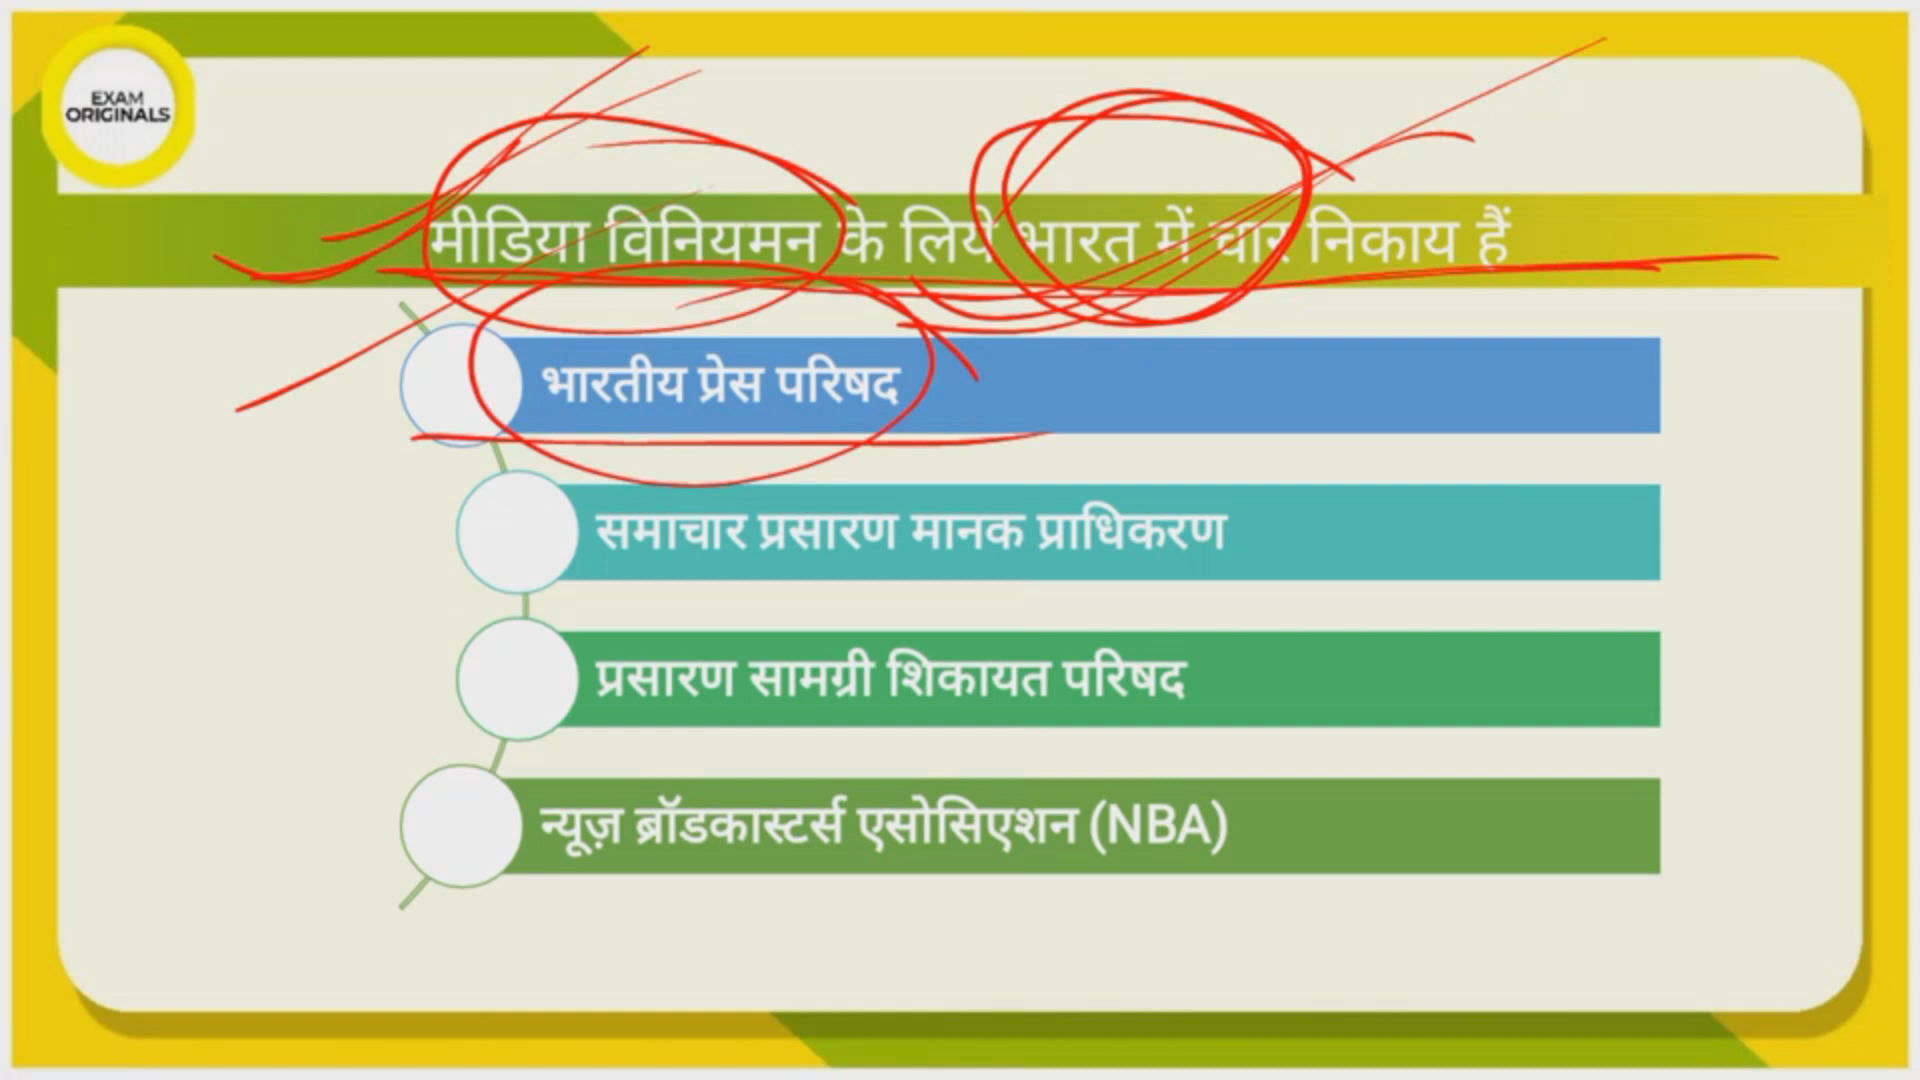 EXAM
ORIGINALS
मीडिया विनियमन के लिये भारत में चार निकाय हैं
भारतीय प्रेस परिषद
समाचार प्रसारण मानक प्राधिकरण
प्रसारण सामग्री शिकायत परिषद
न्यूज़ ब्रॉडकास्टर्स एसोसिएशन (NBA)